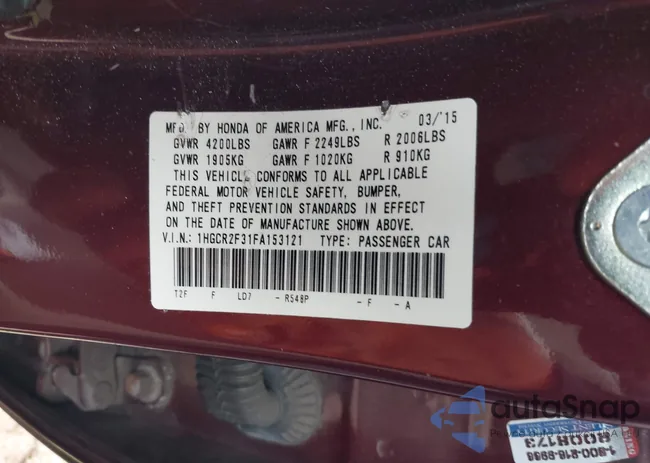 MFG. BY HONDA OF AMERICA MFG., INC. 03/'15
GVWR 4200LBS GAWR F 2249LBS R 2006LBS
GVWR 1905KG GAWR F 1020KG R 910KG
THIS VEHICLE CONFORMS TO ALL APPLICABLE
FEDERAL MOTOR VEHICLE SAFETY, BUMPER,
AND THEFT PREVENTION STANDARDS IN EFFECT
ON THE DATE OF MANUFACTURE SHOWN ABOVE.
V.I.N.: 1HGCR2F31FA153121 TYPE: PASSENGER CAR
T2F F LD7 - R548P - F - A
autoSnap